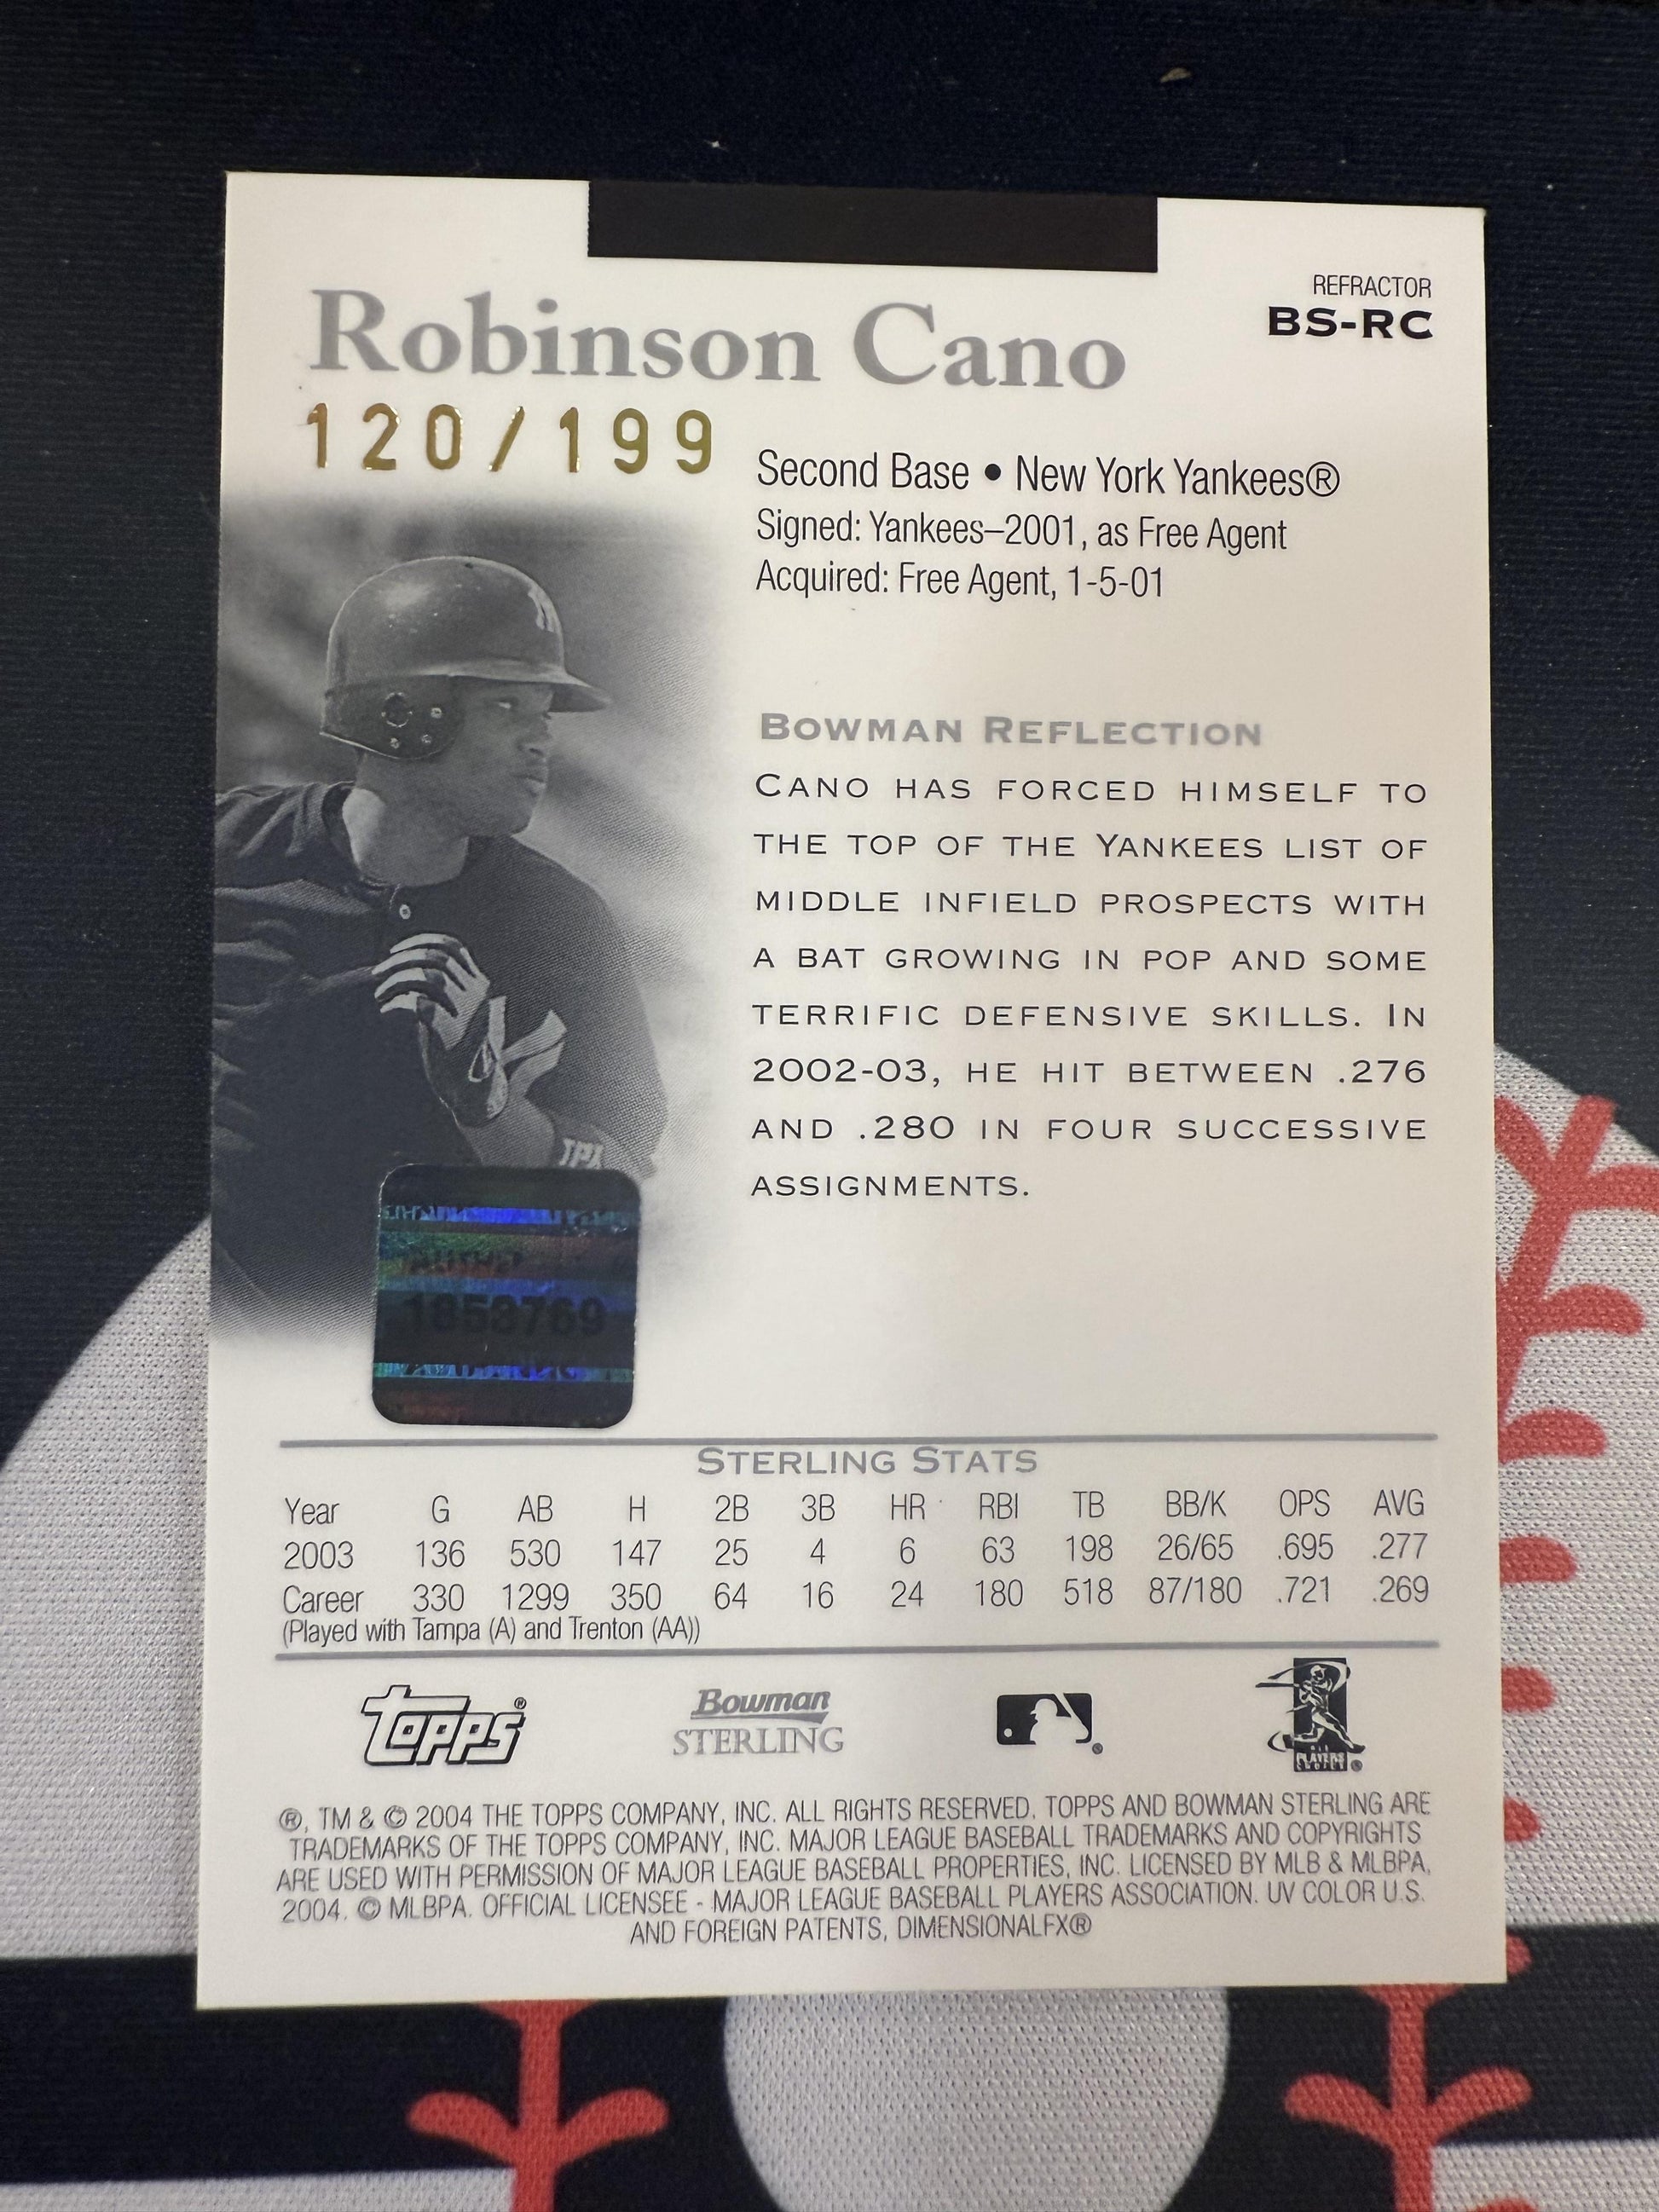 REFRACTOR
BS-RC
Robinson Cano
120/199
Second Base • New York Yankees®
Signed: Yankees–2001, as Free Agent
Acquired: Free Agent, 1-5-01
BOWMAN REFLECTION
CANO HAS FORCED HIMSELF TO
THE TOP OF THE YANKEES LIST OF
MIDDLE INFIELD PROSPECTS WITH
A BAT GROWING IN POP AND SOME
TERRIFIC DEFENSIVE SKILLS. IN
2002-03, HE HIT BETWEEN .276
AND .280 IN FOUR SUCCESSIVE
ASSIGNMENTS.
STERLING STATS
Year G AB H 2B 3B HR RBI TB BB/K OPS AVG
2003 136 530 147 25 4 6 63 198 26/65 .695 .277
Career 330 1299 350 64 16 24 180 518 87/180 .721 .269
(Played with Tampa (A) and Trenton (AA))
Topps®
Bowman
STERLING
PLAYERS
CHOICE
®, TM & © 2004 THE TOPPS COMPANY, INC. ALL RIGHTS RESERVED. TOPPS AND BOWMAN STERLING ARE
TRADEMARKS OF THE TOPPS COMPANY, INC. MAJOR LEAGUE BASEBALL TRADEMARKS AND COPYRIGHTS
ARE USED WITH PERMISSION OF MAJOR LEAGUE BASEBALL PROPERTIES, INC. LICENSED BY MLB & MLBPA,
2004. © MLBPA. OFFICIAL LICENSEE - MAJOR LEAGUE BASEBALL PLAYERS ASSOCIATION. UV COLOR U.S.
AND FOREIGN PATENTS, DIMENSIONALFX®